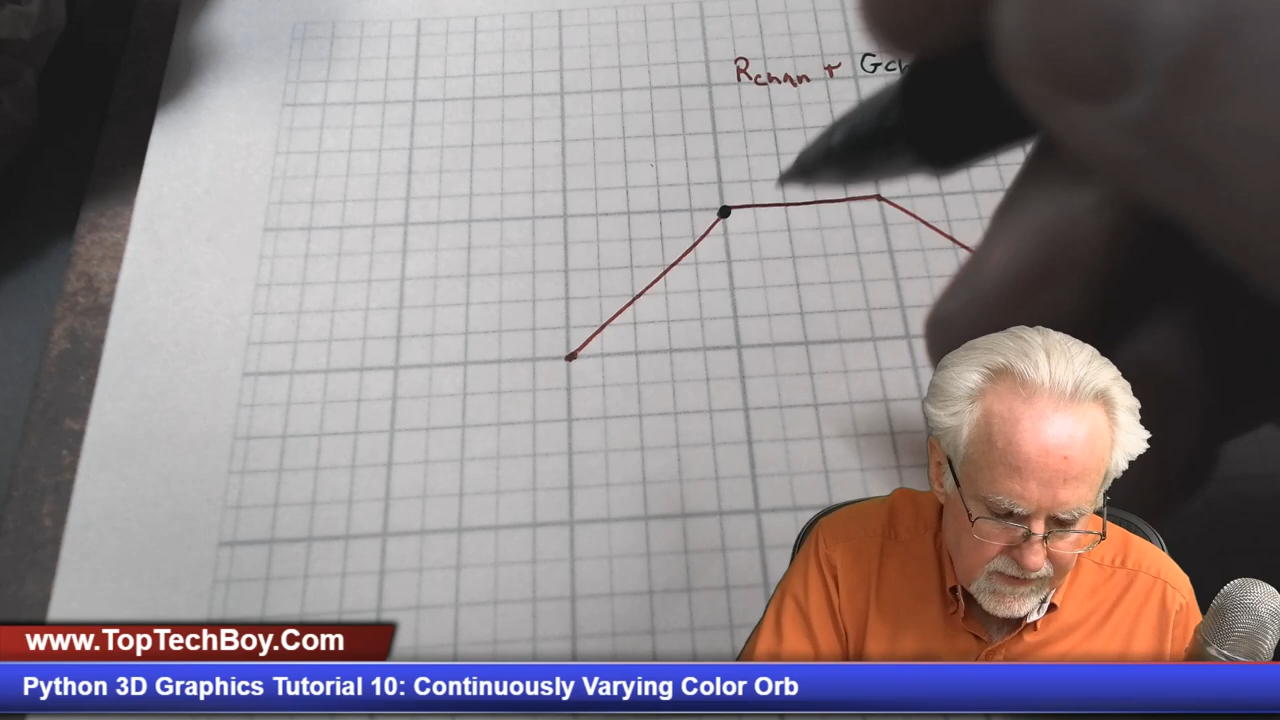 Rchan +
www.TopTechBoy.Com
Python 3D Graphics Tutorial 10: Continuously Varying Color Orb